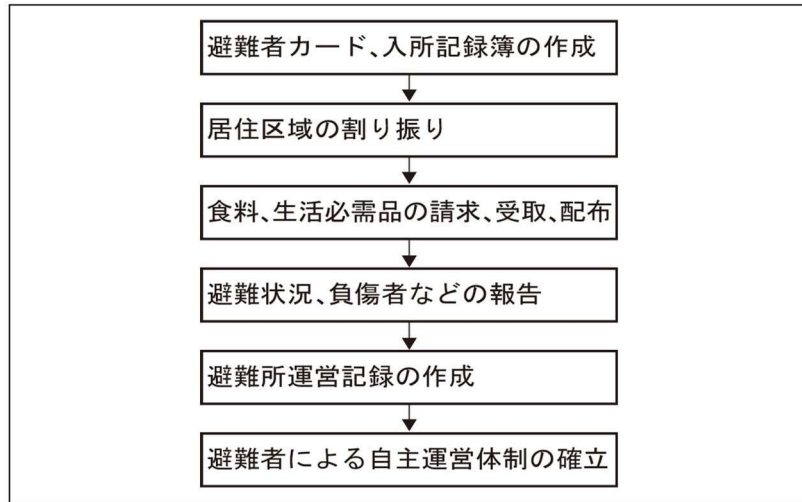 避難者カード、入所記録簿の作成
居住区域の割り振り
食料、生活必需品の請求、受取、配布
避難状況、負傷者などの報告
避難所運営記録の作成
避難者による自主運営体制の確立